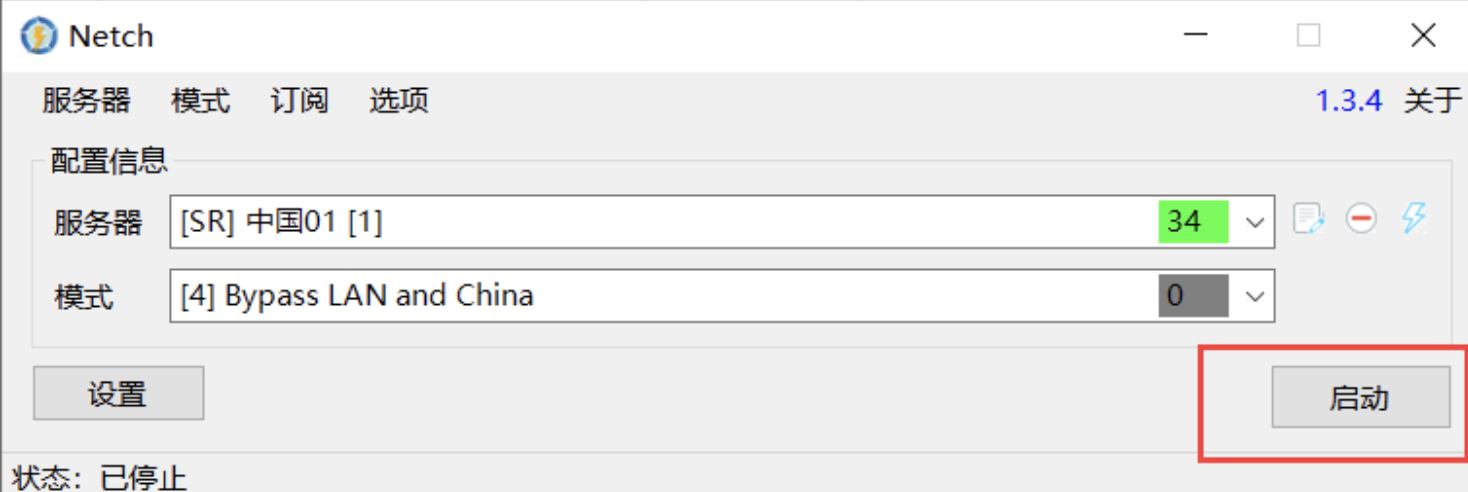 Netch
服务器 模式 订阅 选项 1.3.4 关于
配置信息
服务器 [SR] 中国01 [1] 34
模式 [4] Bypass LAN and China 0
设置 启动
状态：已停止